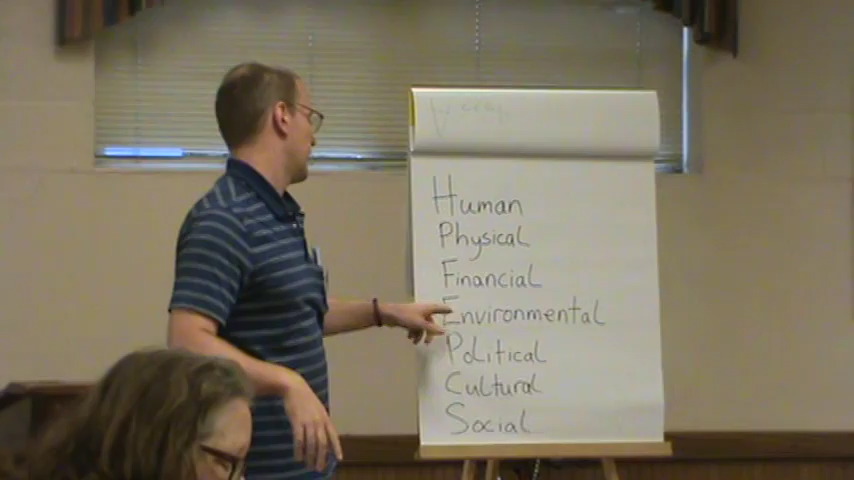 Human
Physical
Financial
Environmental
Political
Cultural
Social